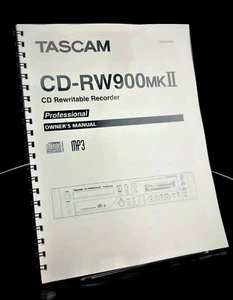 TASCAM
CD-RW900MKII
CD Rewritable Recorder
Professional
OWNER'S MANUAL
MP3